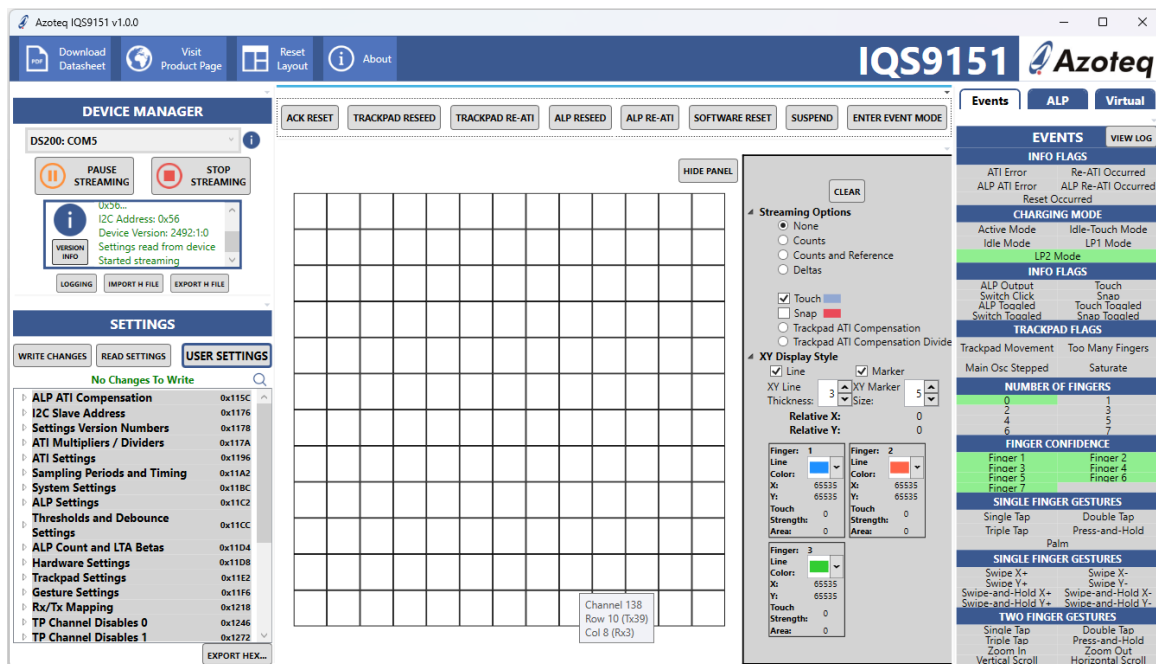 Azoteq IQS9151 v1.0.0
PDF
Download
Datasheet
Visit
Product Page
Reset
Layout
About
IQS9151
Azoteq
DEVICE MANAGER
DS200: COM5
PAUSE
STREAMING
STOP
STREAMING
0x56...
I2C Address: 0x56
Device Version: 2492:1:0
Settings read from device
Started streaming
VERSION
INFO
LOGGING
IMPORT H FILE
EXPORT H FILE
SETTINGS
WRITE CHANGES
READ SETTINGS
USER SETTINGS
No Changes To Write
ALP ATI Compensation 0x115C
I2C Slave Address 0x1176
Settings Version Numbers 0x1178
ATI Multipliers / Dividers 0x117A
ATI Settings 0x1196
Sampling Periods and Timing 0x11A2
System Settings 0x11BC
ALP Settings 0x11C2
Thresholds and Debounce
Settings 0x11CC
ALP Count and LTA Betas 0x11D4
Hardware Settings 0x11D8
Trackpad Settings 0x11E2
Gesture Settings 0x11F6
Rx/Tx Mapping 0x1218
TP Channel Disables 0 0x1246
TP Channel Disables 1 0x1272
EXPORT HEX...
ACK RESET
TRACKPAD RESEED
TRACKPAD RE-ATI
ALP RESEED
ALP RE-ATI
SOFTWARE RESET
SUSPEND
ENTER EVENT MODE
HIDE PANEL
Channel 138
Row 10 (Tx39)
Col 8 (Rx3)
CLEAR
Streaming Options
None
Counts
Counts and Reference
Deltas
Touch
Snap
Trackpad ATI Compensation
Trackpad ATI Compensation Divide
XY Display Style
Line
Marker
XY Line
Thickness: 3
XY Marker
Size: 5
Relative X: 0
Relative Y: 0
Finger: 1
Line
Color:
X: 65535
Y: 65535
Touch
Strength: 0
Area: 0
Finger: 2
Line
Color:
X: 65535
Y: 65535
Touch
Strength: 0
Area: 0
Finger: 3
Line
Color:
X: 65535
Y: 65535
Touch
Strength: 0
Area: 0
Events
ALP
Virtual
EVENTS
VIEW LOG
INFO FLAGS
ATI Error Re-ATI Occurred
ALP ATI Error ALP Re-ATI Occurred
Reset Occurred
CHARGING MODE
Active Mode Idle-Touch Mode
Idle Mode LP1 Mode
LP2 Mode
INFO FLAGS
ALP Output Touch
Switch Click Snap
ALP Toggled Touch Toggled
Switch Toggled Snap Toggled
TRACKPAD FLAGS
Trackpad Movement Too Many Fingers
Main Osc Stepped Saturate
NUMBER OF FINGERS
0 1
2 3
4 5
6 7
FINGER CONFIDENCE
Finger 1 Finger 2
Finger 3 Finger 4
Finger 5 Finger 6
Finger 7
SINGLE FINGER GESTURES
Single Tap Double Tap
Triple Tap Press-and-Hold
Palm
SINGLE FINGER GESTURES
Swipe X+ Swipe X-
Swipe Y+ Swipe Y-
Swipe-and-Hold X+ Swipe-and-Hold X-
Swipe-and-Hold Y+ Swipe-and-Hold Y-
TWO FINGER GESTURES
Single Tap Double Tap
Triple Tap Press-and-Hold
Zoom In Zoom Out
Vertical Scroll Horizontal Scroll